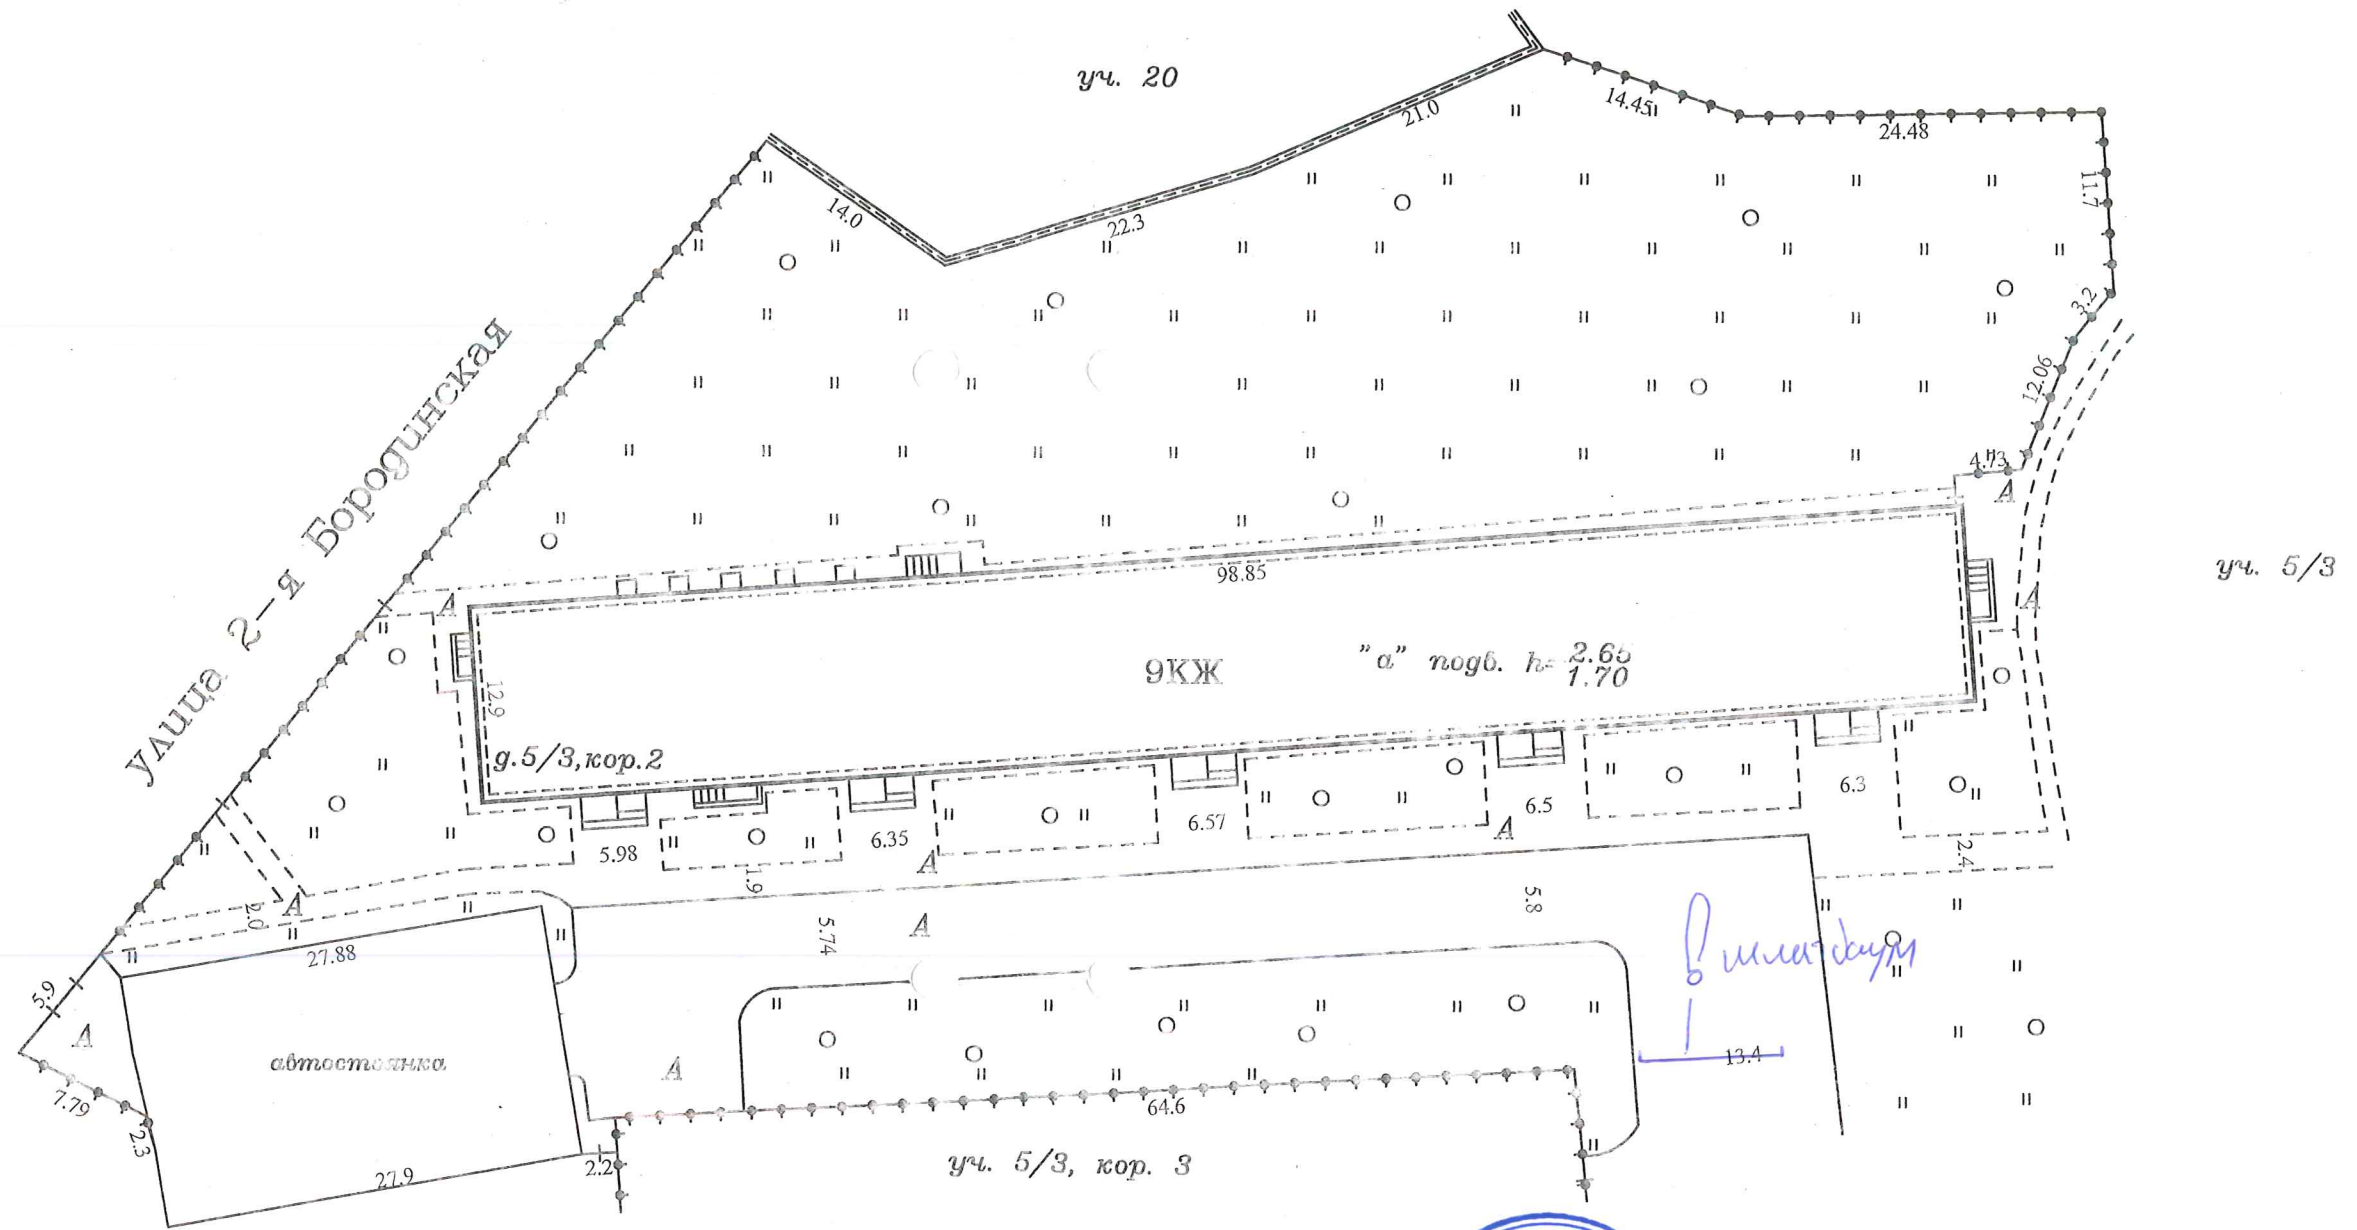 уч. 20
14.45
21.0
24.48
11.7
14.0
22.3
3.2
12.06
4.73
А
улица 2-я Бородинская
98.85
уч. 5/3
А
А
9КЖ
"а" подв. h= 2.65
1.70
12.9
д.5/3,кор.2
6.3
6.5
6.57
А
6.35
5.98
А
1.9
2.4
5.8
А
2.0
5.74
А
27.88
шлагбаум
5.9
А
автостоянка
А
13.4
7.79
64.6
2.3
уч. 5/3, кор. 3
2.2
27.9